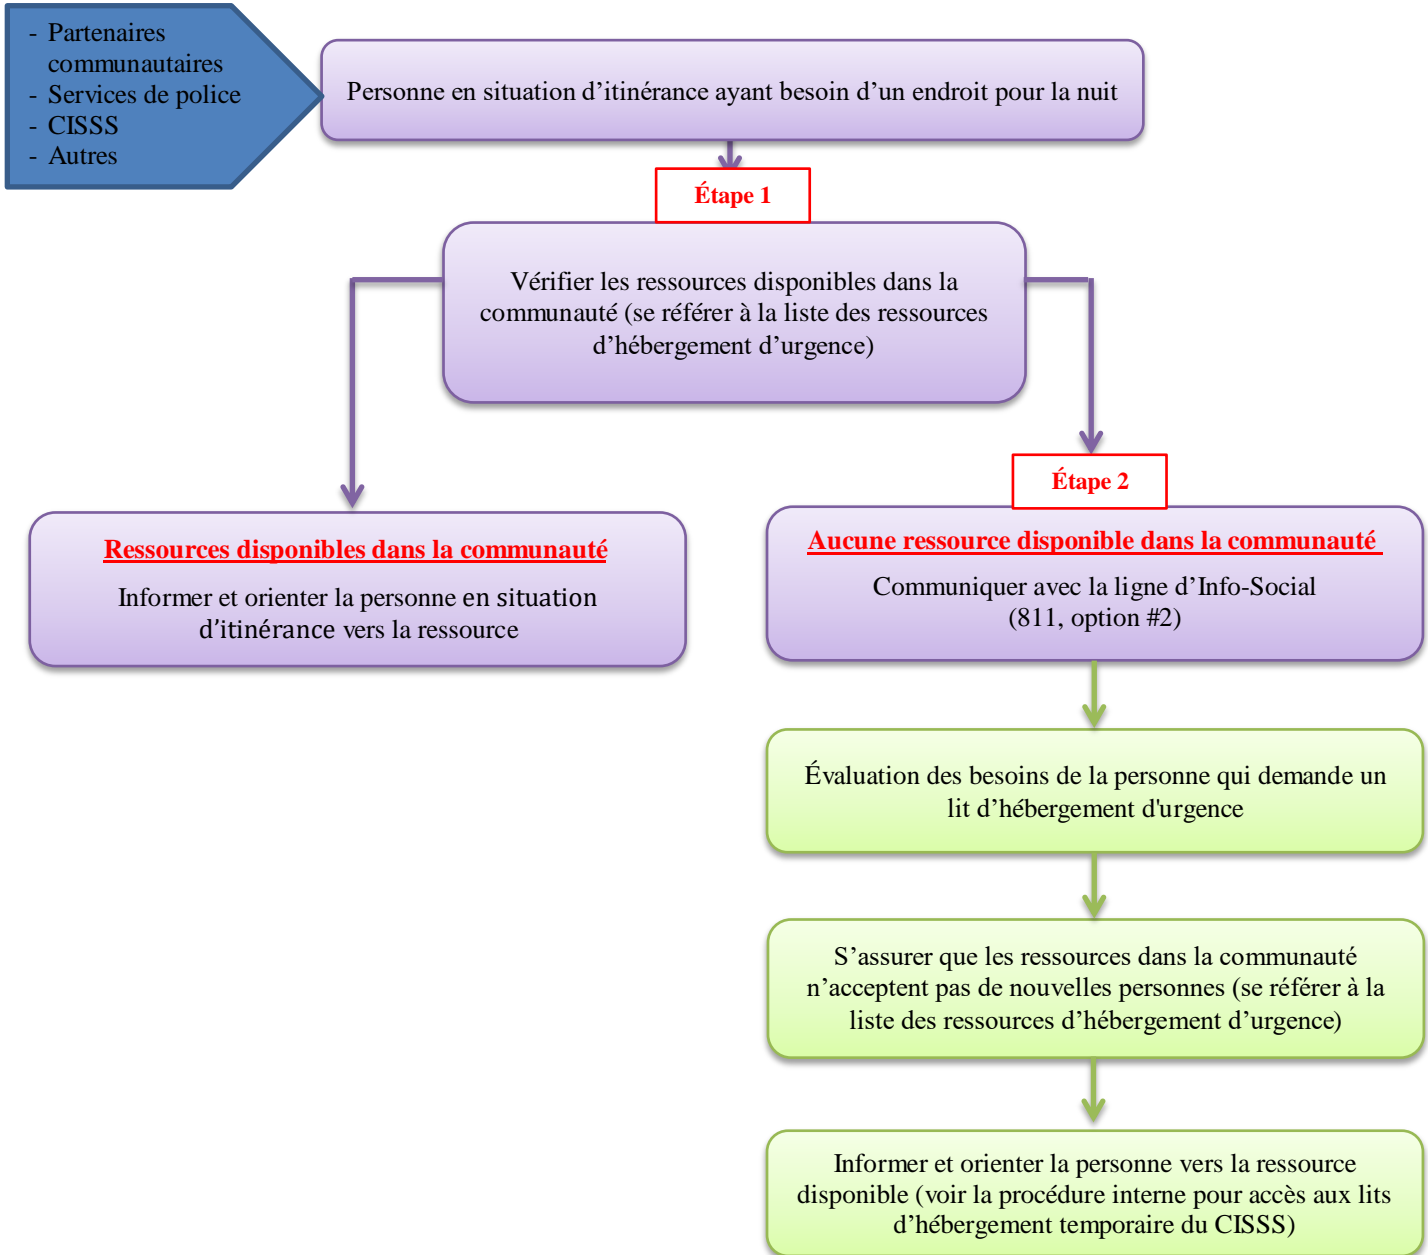 - Partenaires
communautaires
- Services de police
- CISSS
- Autres
Personne en situation d’itinérance ayant besoin d’un endroit pour la nuit
Étape 1
Vérifier les ressources disponibles dans la
communauté (se référer à la liste des ressources
d’hébergement d’urgence)
Ressources disponibles dans la communauté
Informer et orienter la personne en situation
d’itinérance vers la ressource
Étape 2
Aucune ressource disponible dans la communauté
Communiquer avec la ligne d’Info-Social
(811, option #2)
Évaluation des besoins de la personne qui demande un
lit d’hébergement d'urgence
S’assurer que les ressources dans la communauté
n’acceptent pas de nouvelles personnes (se référer à la
liste des ressources d’hébergement d’urgence)
Informer et orienter la personne vers la ressource
disponible (voir la procédure interne pour accès aux lits
d’hébergement temporaire du CISSS)